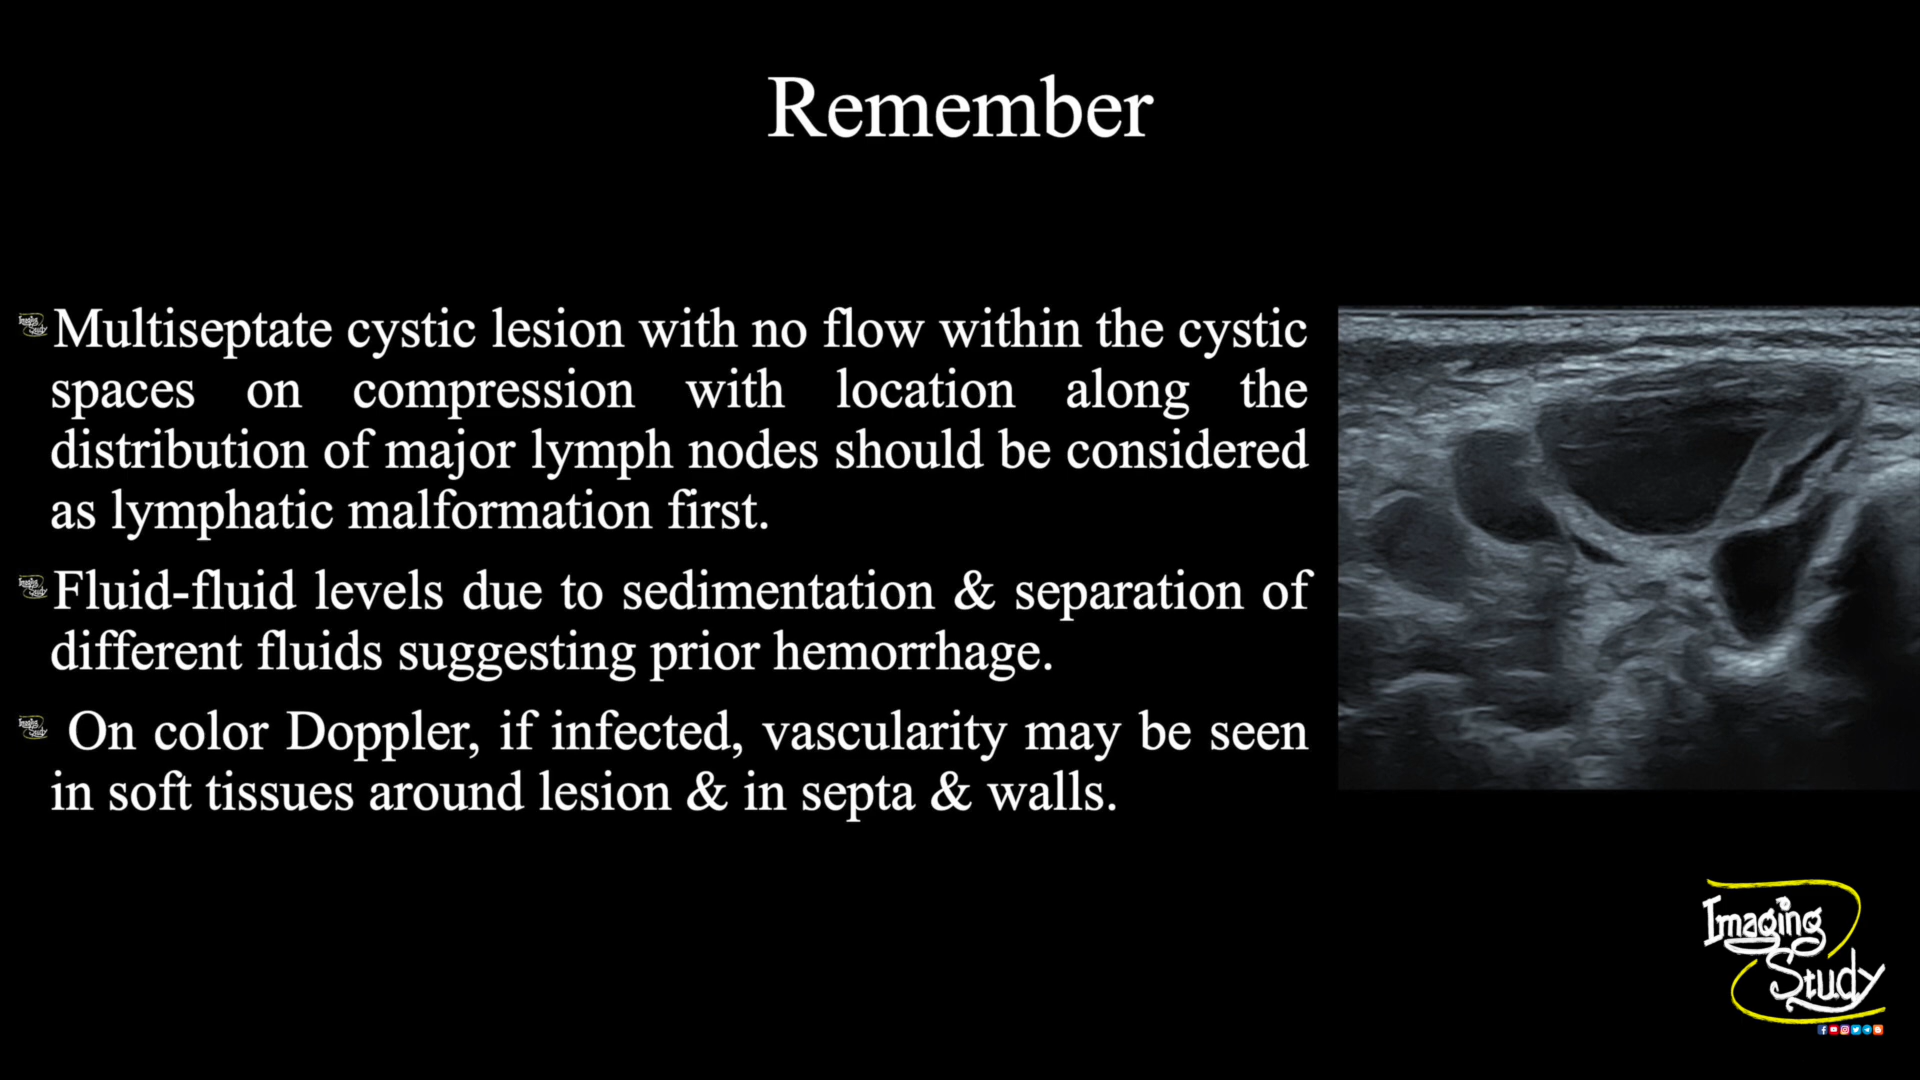 Remember
Multiseptate cystic lesion with no flow within the cystic
spaces on compression with location along the
distribution of major lymph nodes should be considered
as lymphatic malformation first.
Fluid-fluid levels due to sedimentation & separation of
different fluids suggesting prior hemorrhage.
On color Doppler, if infected, vascularity may be seen
in soft tissues around lesion & in septa & walls.
Imaging
Study